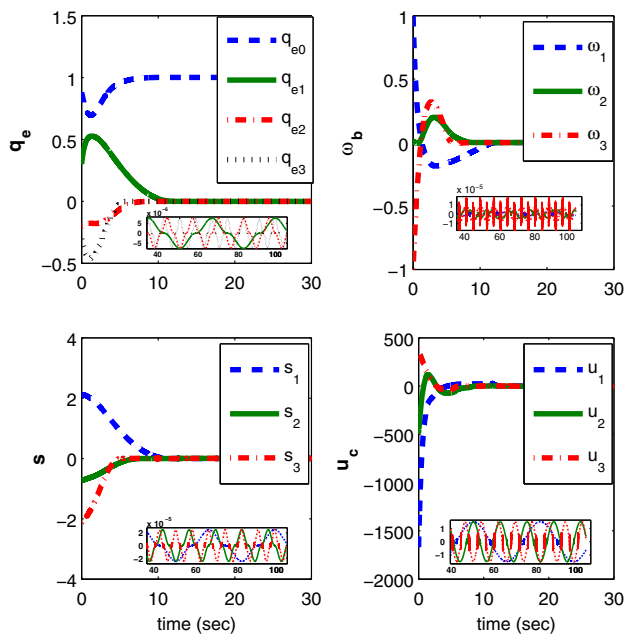 1.5
1
0.5
0
−0.5
q_e
0 10 20 30
q_e0
q_e1
q_e2
q_e3
x 10^-6
5
0
−5
40 60 80 100
1
0.5
0
−0.5
−1
ω_b
0 10 20 30
ω_1
ω_2
ω_3
x 10^-5
1
0
−1
40 60 80 100
4
2
0
−2
−4
s
0 10 20 30
time (sec)
s_1
s_2
s_3
x 10^-5
2
0
−2
40 60 80 100
500
0
−500
−1000
−1500
−2000
u_c
0 10 20 30
time (sec)
u_1
u_2
u_3
1
0
−1
40 60 80 100